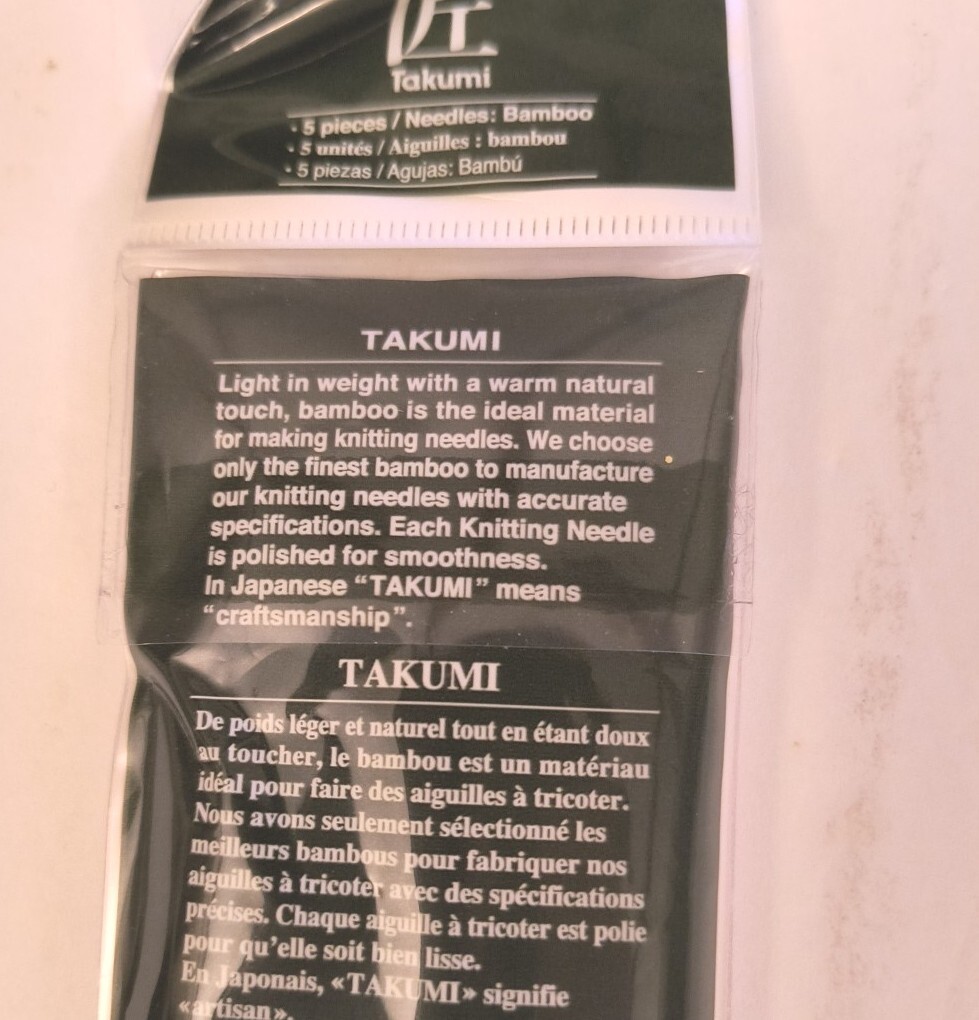 匠
Takumi
· 5 pieces / Needles: Bamboo
· 5 unités / Aiguilles : bambou
· 5 piezas / Agujas: Bambú
TAKUMI
Light in weight with a warm natural
touch, bamboo is the ideal material
for making knitting needles. We choose
only the finest bamboo to manufacture
our knitting needles with accurate
specifications. Each Knitting Needle
is polished for smoothness.
In Japanese “TAKUMI” means
“craftsmanship”.
TAKUMI
De poids léger et naturel tout en étant doux
au toucher, le bambou est un matériau
idéal pour faire des aiguilles à tricoter.
Nous avons seulement sélectionné les
meilleurs bambous pour fabriquer nos
aiguilles à tricoter avec des spécifications
précises. Chaque aiguille à tricoter est polie
pour qu’elle soit bien lisse.
En Japonais, «TAKUMI» signifie
«artisan».